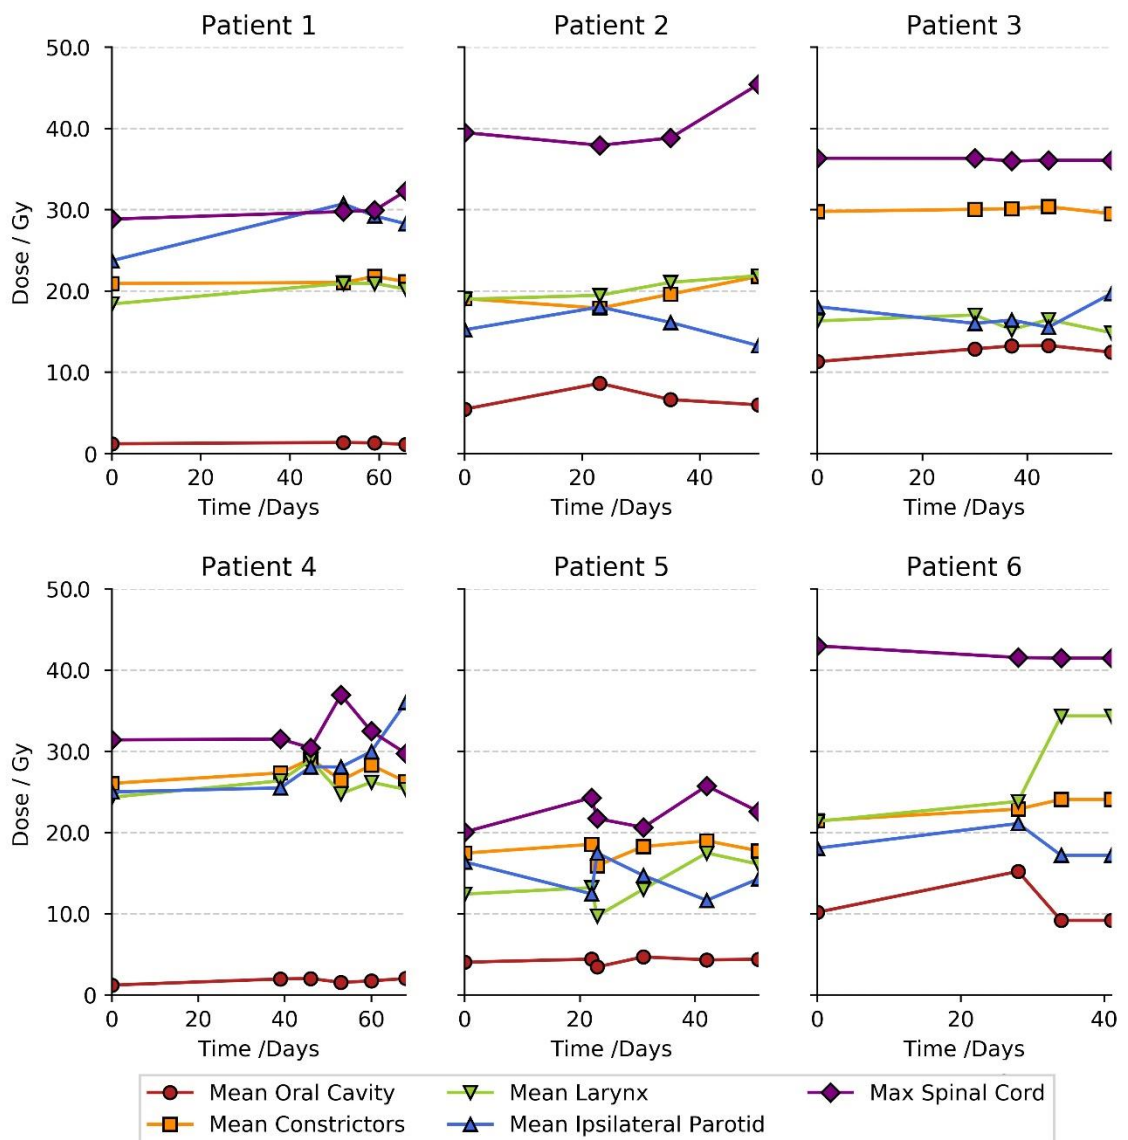 Patient 1 Patient 2 Patient 3
50.0
40.0
30.0
20.0
10.0
0
Dose / Gy
0 20 40 60 0 20 40 0 20 40
Time /Days Time /Days Time /Days
Patient 4 Patient 5 Patient 6
50.0
40.0
30.0
20.0
10.0
0
Dose / Gy
0 20 40 60 0 20 40 0 20 40
Time /Days Time /Days Time /Days
Mean Oral Cavity Mean Larynx Max Spinal Cord
Mean Constrictors Mean Ipsilateral Parotid